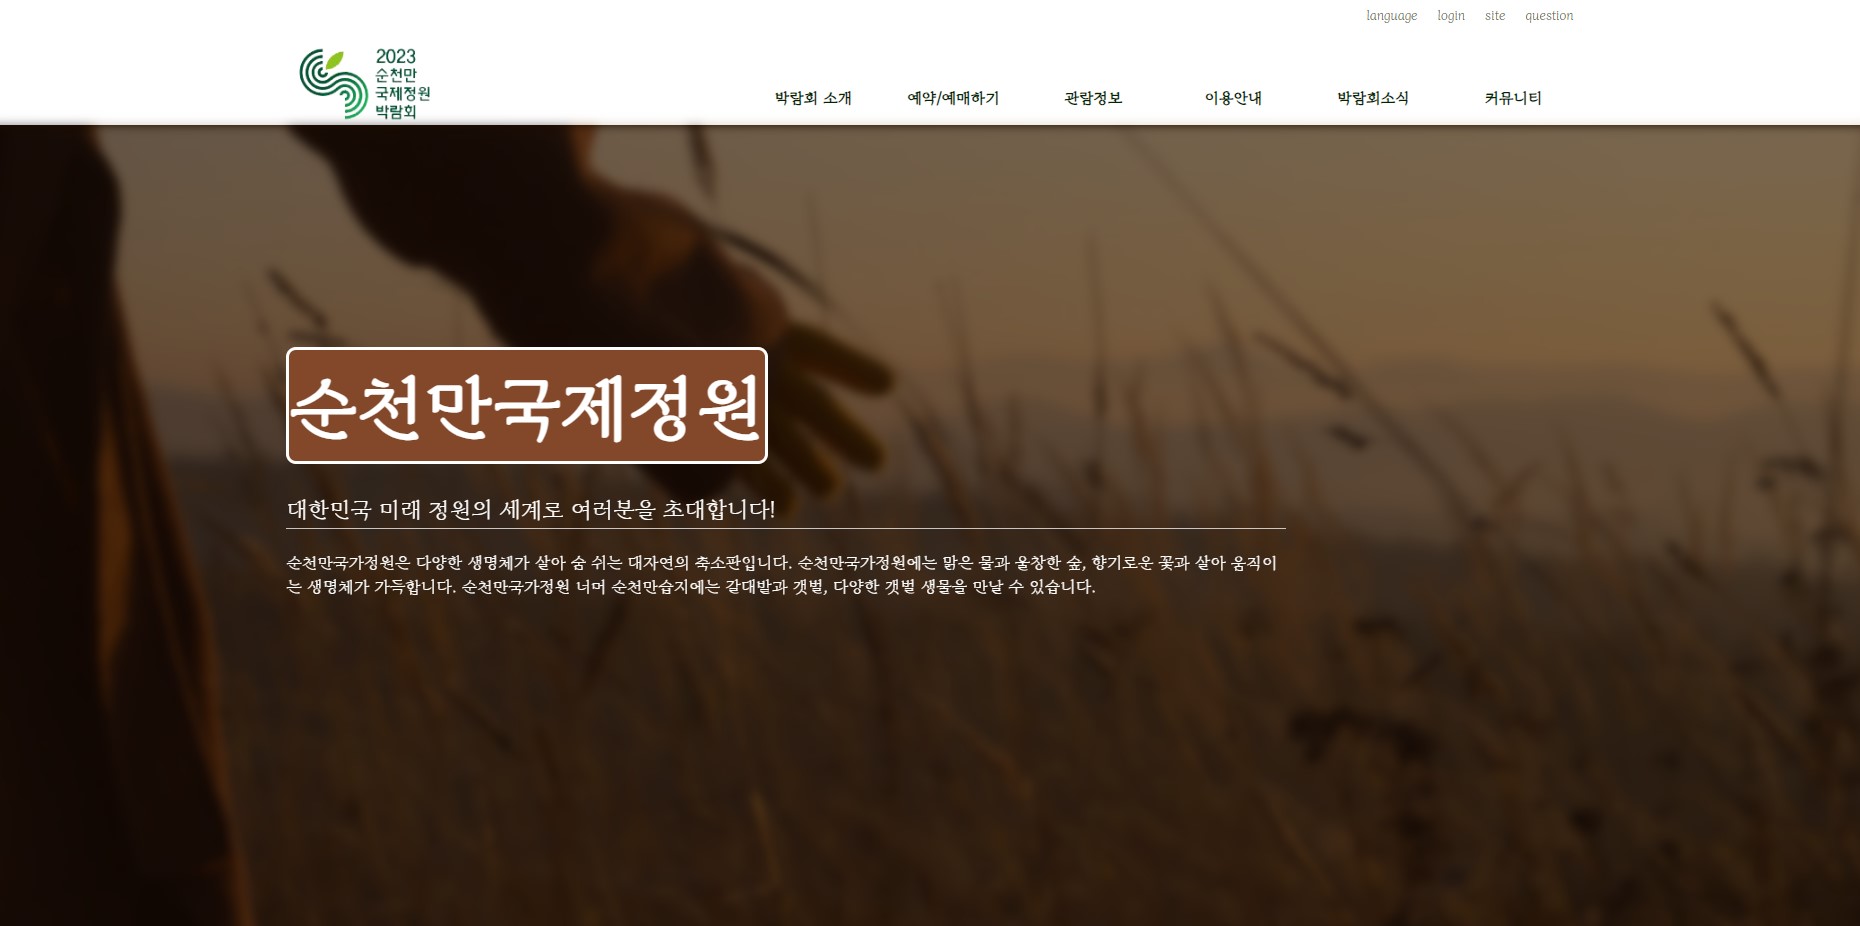 language login site question
2023
순천만
국제정원
박람회
박람회 소개 예약/예매하기 관람정보 이용안내 박람회소식 커뮤니티
순천만국제정원
대한민국 미래 정원의 세계로 여러분을 초대합니다!
순천만국가정원은 다양한 생명체가 살아 숨 쉬는 대자연의 축소판입니다. 순천만국가정원에는 맑은 물과 울창한 숲, 향기로운 꽃과 살아 움직이
는 생명체가 가득합니다. 순천만국가정원 너머 순천만습지에는 갈대밭과 갯벌, 다양한 갯벌 생물을 만날 수 있습니다.